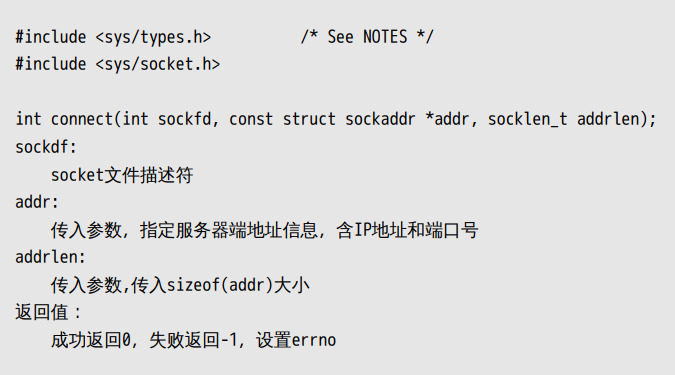 #include <sys/types.h>          /* See NOTES */
#include <sys/socket.h>
int connect(int sockfd, const struct sockaddr *addr, socklen_t addrlen);
sockdf:
    socket文件描述符
addr:
    传入参数, 指定服务器端地址信息, 含IP地址和端口号
addrlen:
    传入参数,传入sizeof(addr)大小
返回值:
    成功返回0, 失败返回-1, 设置errno